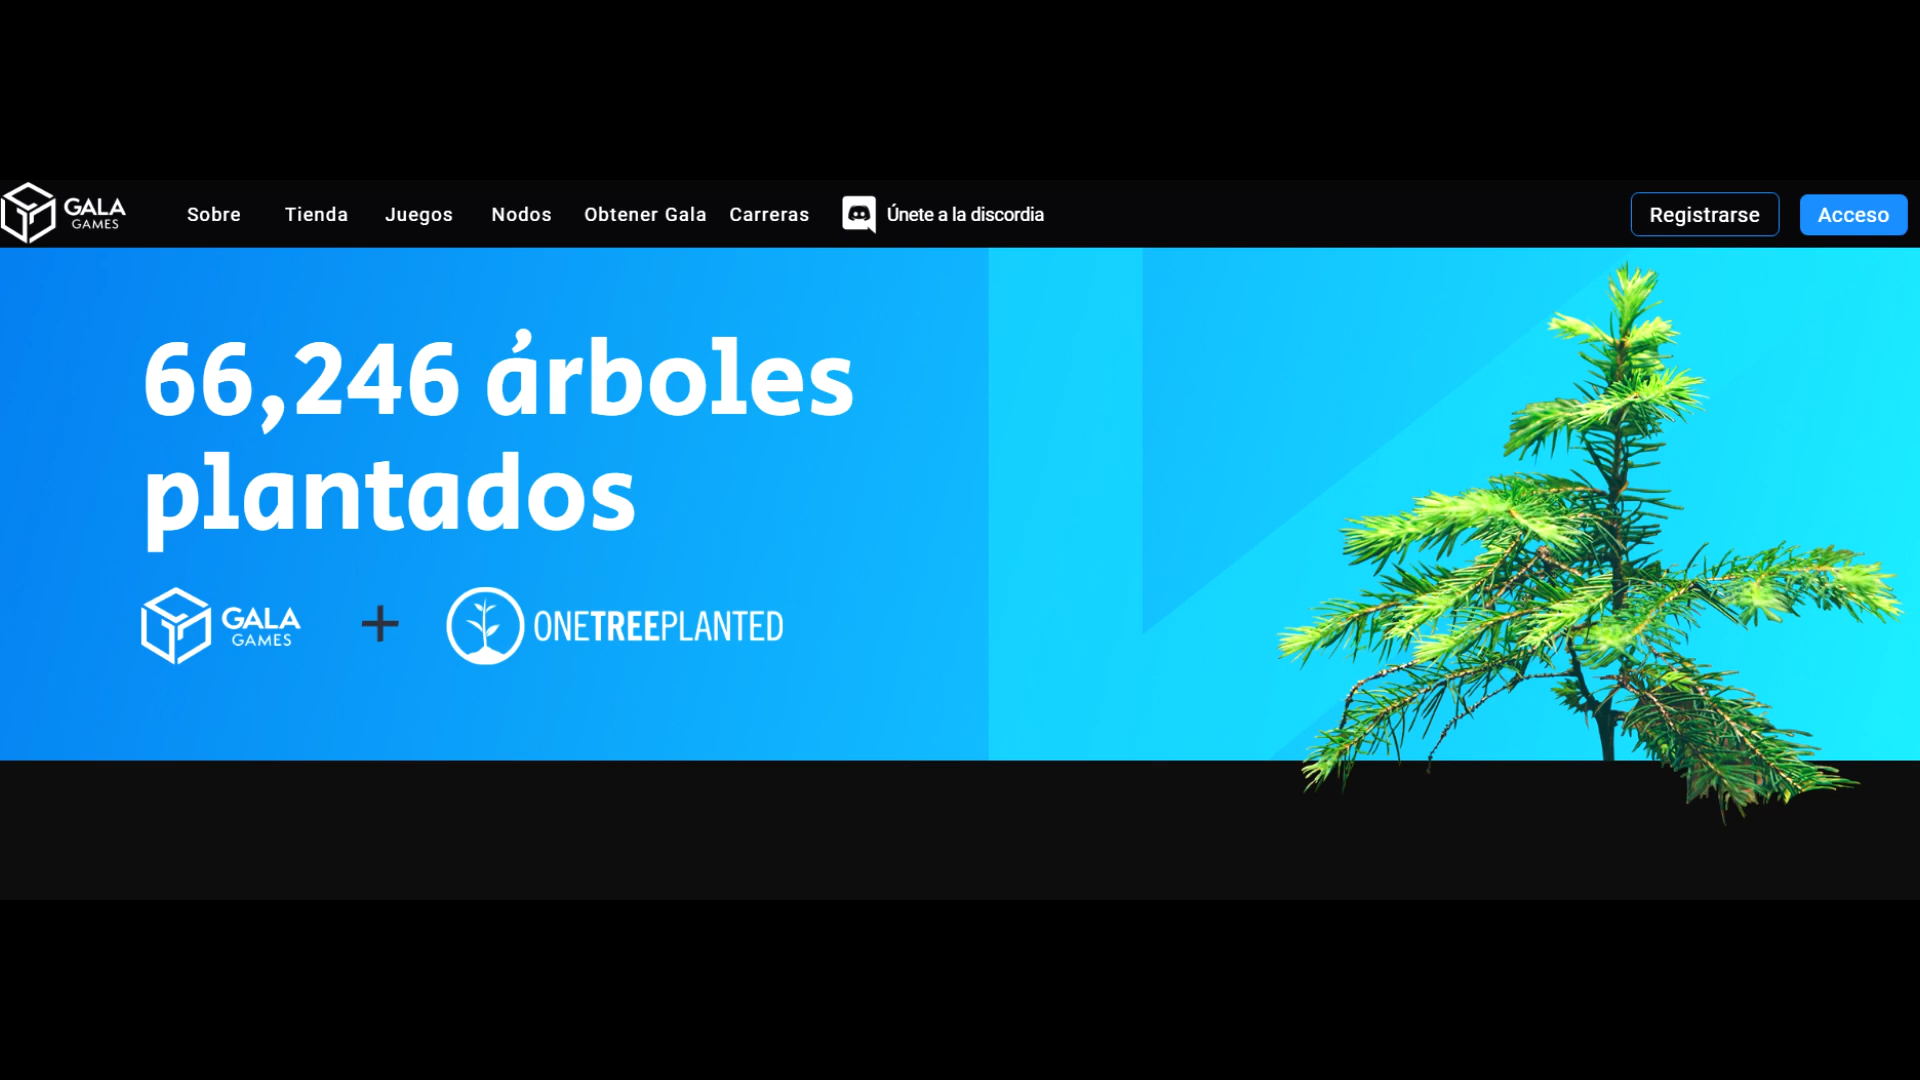 GALA
GAMES
Sobre
Tienda
Juegos
Nodos
Obtener Gala
Carreras
Únete a la discordia
Registrarse
Acceso
66,246 árboles
plantados
GALA
GAMES
+
ONETREEPLANTED